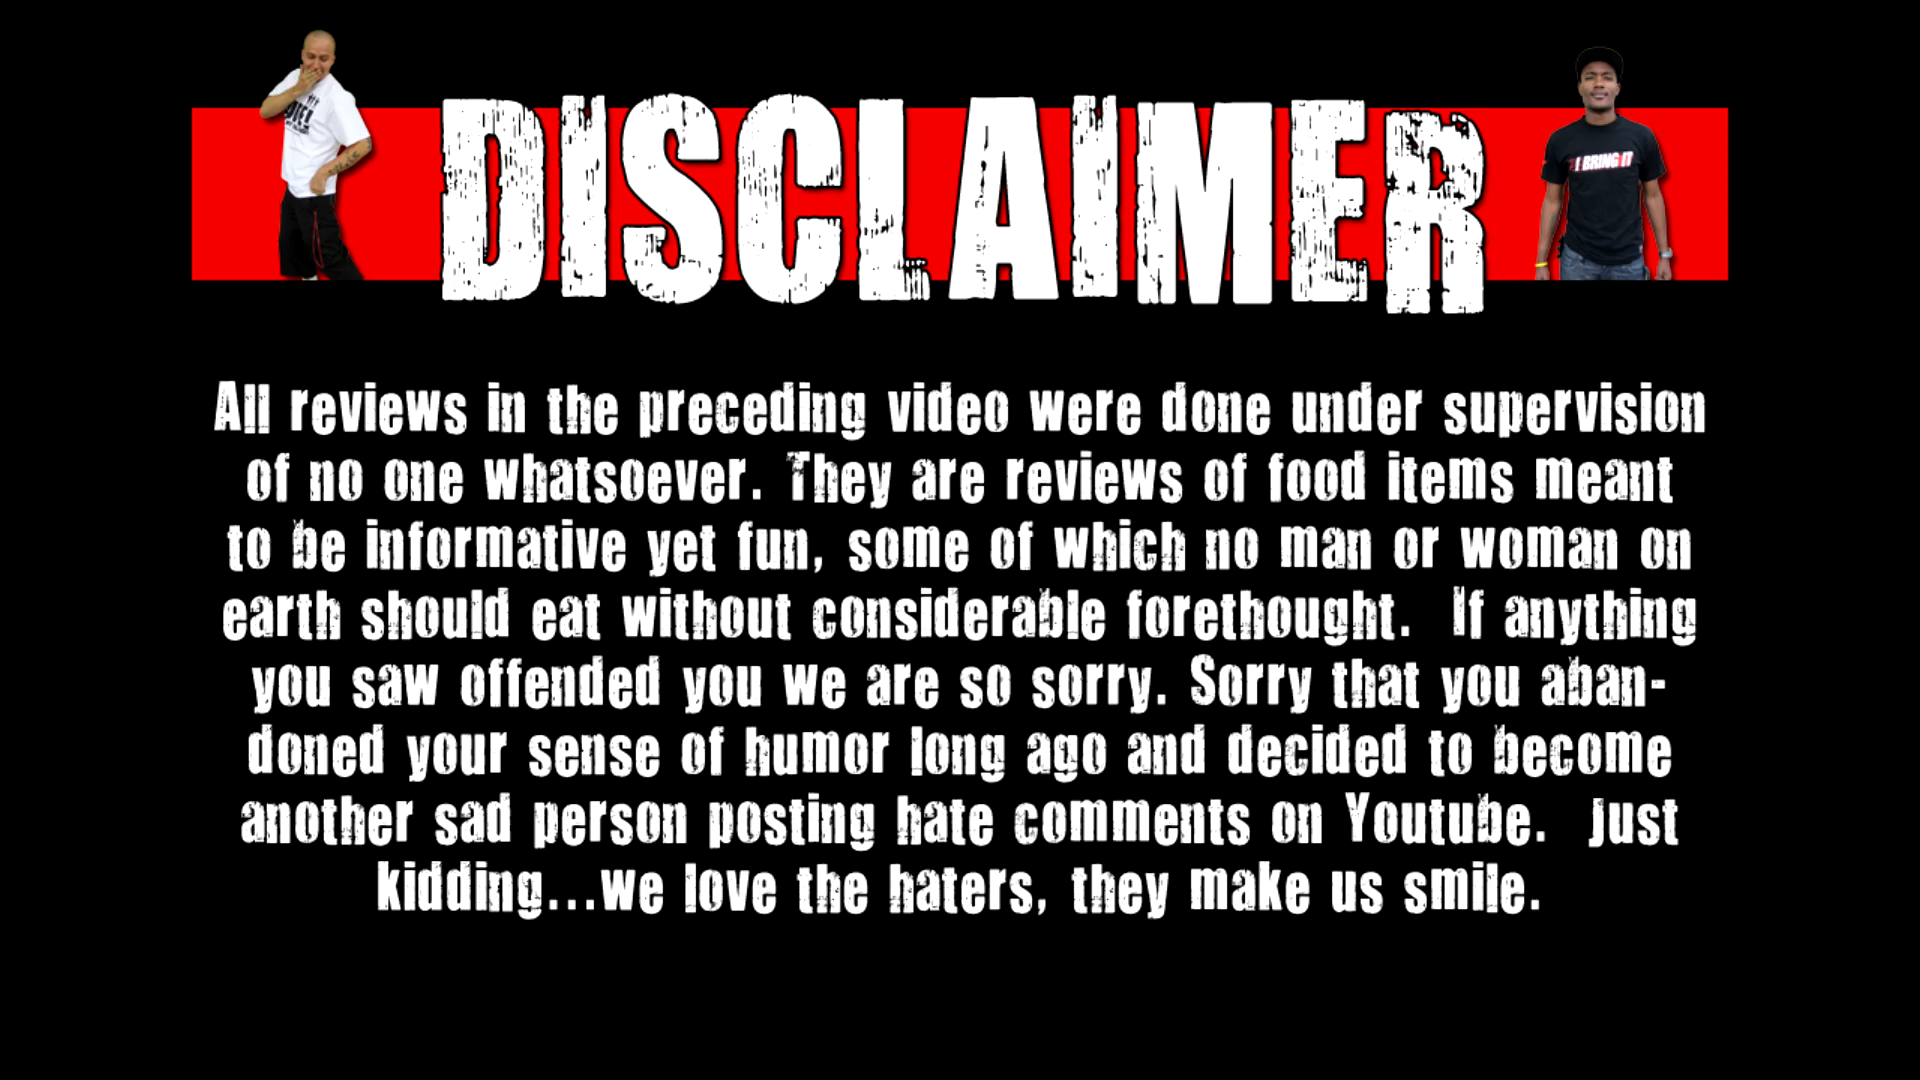 DISCLAIMER
DIE!
I BRING IT
All reviews in the preceding video were done under supervision
of no one whatsoever. They are reviews of food items meant
to be informative yet fun, some of which no man or woman on
earth should eat without considerable forethought. If anything
you saw offended you we are so sorry. Sorry that you aban-
doned your sense of humor long ago and decided to become
another sad person posting hate comments on Youtube. Just
kidding...we love the haters, they make us smile.